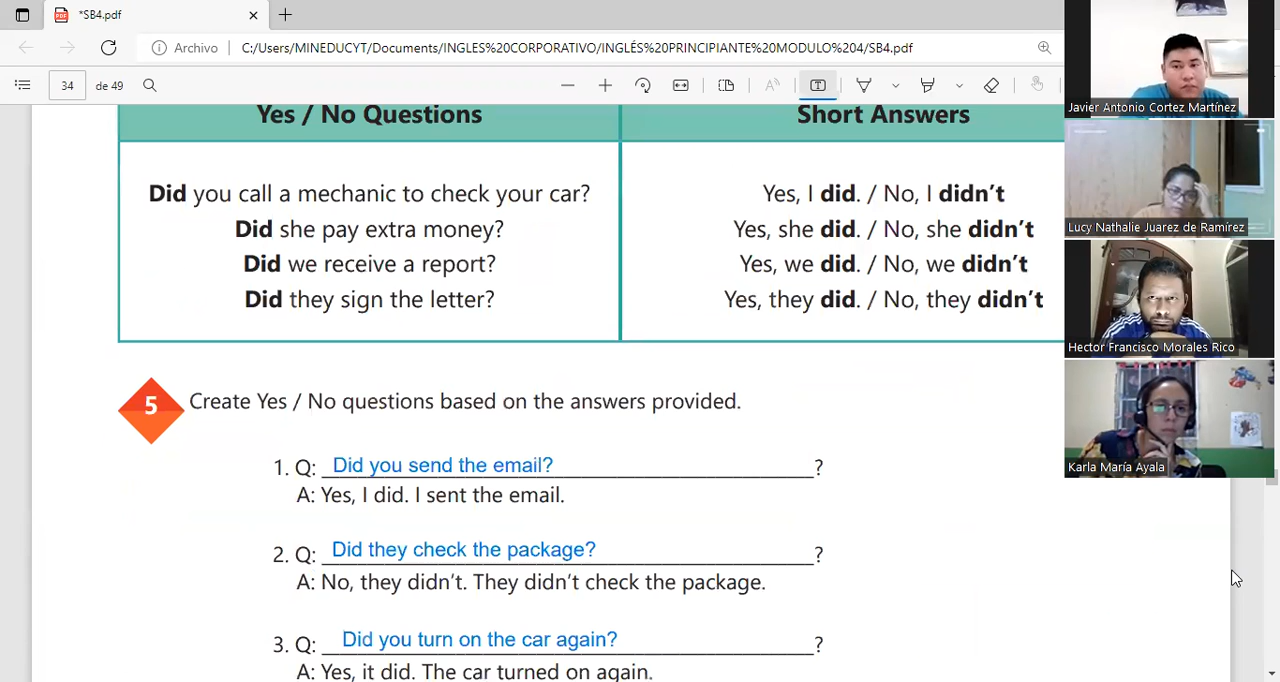 *SB4.pdf
Archivo C:/Users/MINEDUCYT/Documents/INGLES%20CORPORATIVO/INGLÉS%20PRINCIPIANTE%20MODULO%204/SB4.pdf
34 de 49
Yes / No Questions Short Answers
Did you call a mechanic to check your car? Yes, I did. / No, I didn't
Did she pay extra money? Yes, she did. / No, she didn't
Did we receive a report? Yes, we did. / No, we didn't
Did they sign the letter? Yes, they did. / No, they didn't
5 Create Yes / No questions based on the answers provided.
1. Q: Did you send the email? ?
A: Yes, I did. I sent the email.
2. Q: Did they check the package? ?
A: No, they didn't. They didn't check the package.
3. Q: Did you turn on the car again? ?
A: Yes, it did. The car turned on again.
Javier Antonio Cortez Martínez
Lucy Nathalie Juarez de Ramírez
Hector Francisco Morales Rico
Karla María Ayala